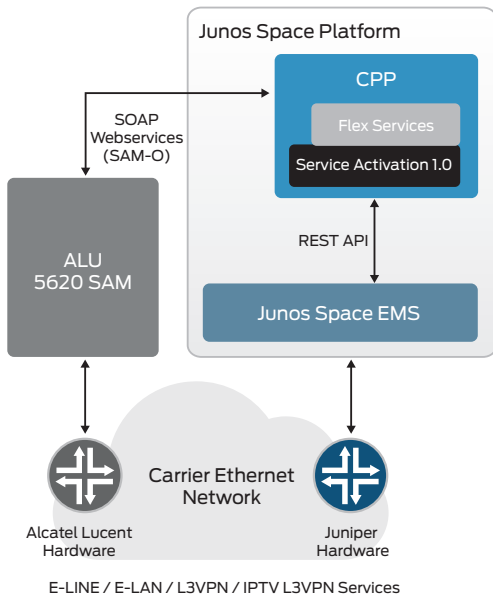 Junos Space Platform
CPP
Flex Services
Service Activation 1.0
SOAP
Webservices
(SAM-O)
REST API
ALU
5620 SAM
Junos Space EMS
Carrier Ethernet
Network
Alcatel Lucent
Hardware
Juniper
Hardware
E-LINE / E-LAN / L3VPN / IPTV L3VPN Services